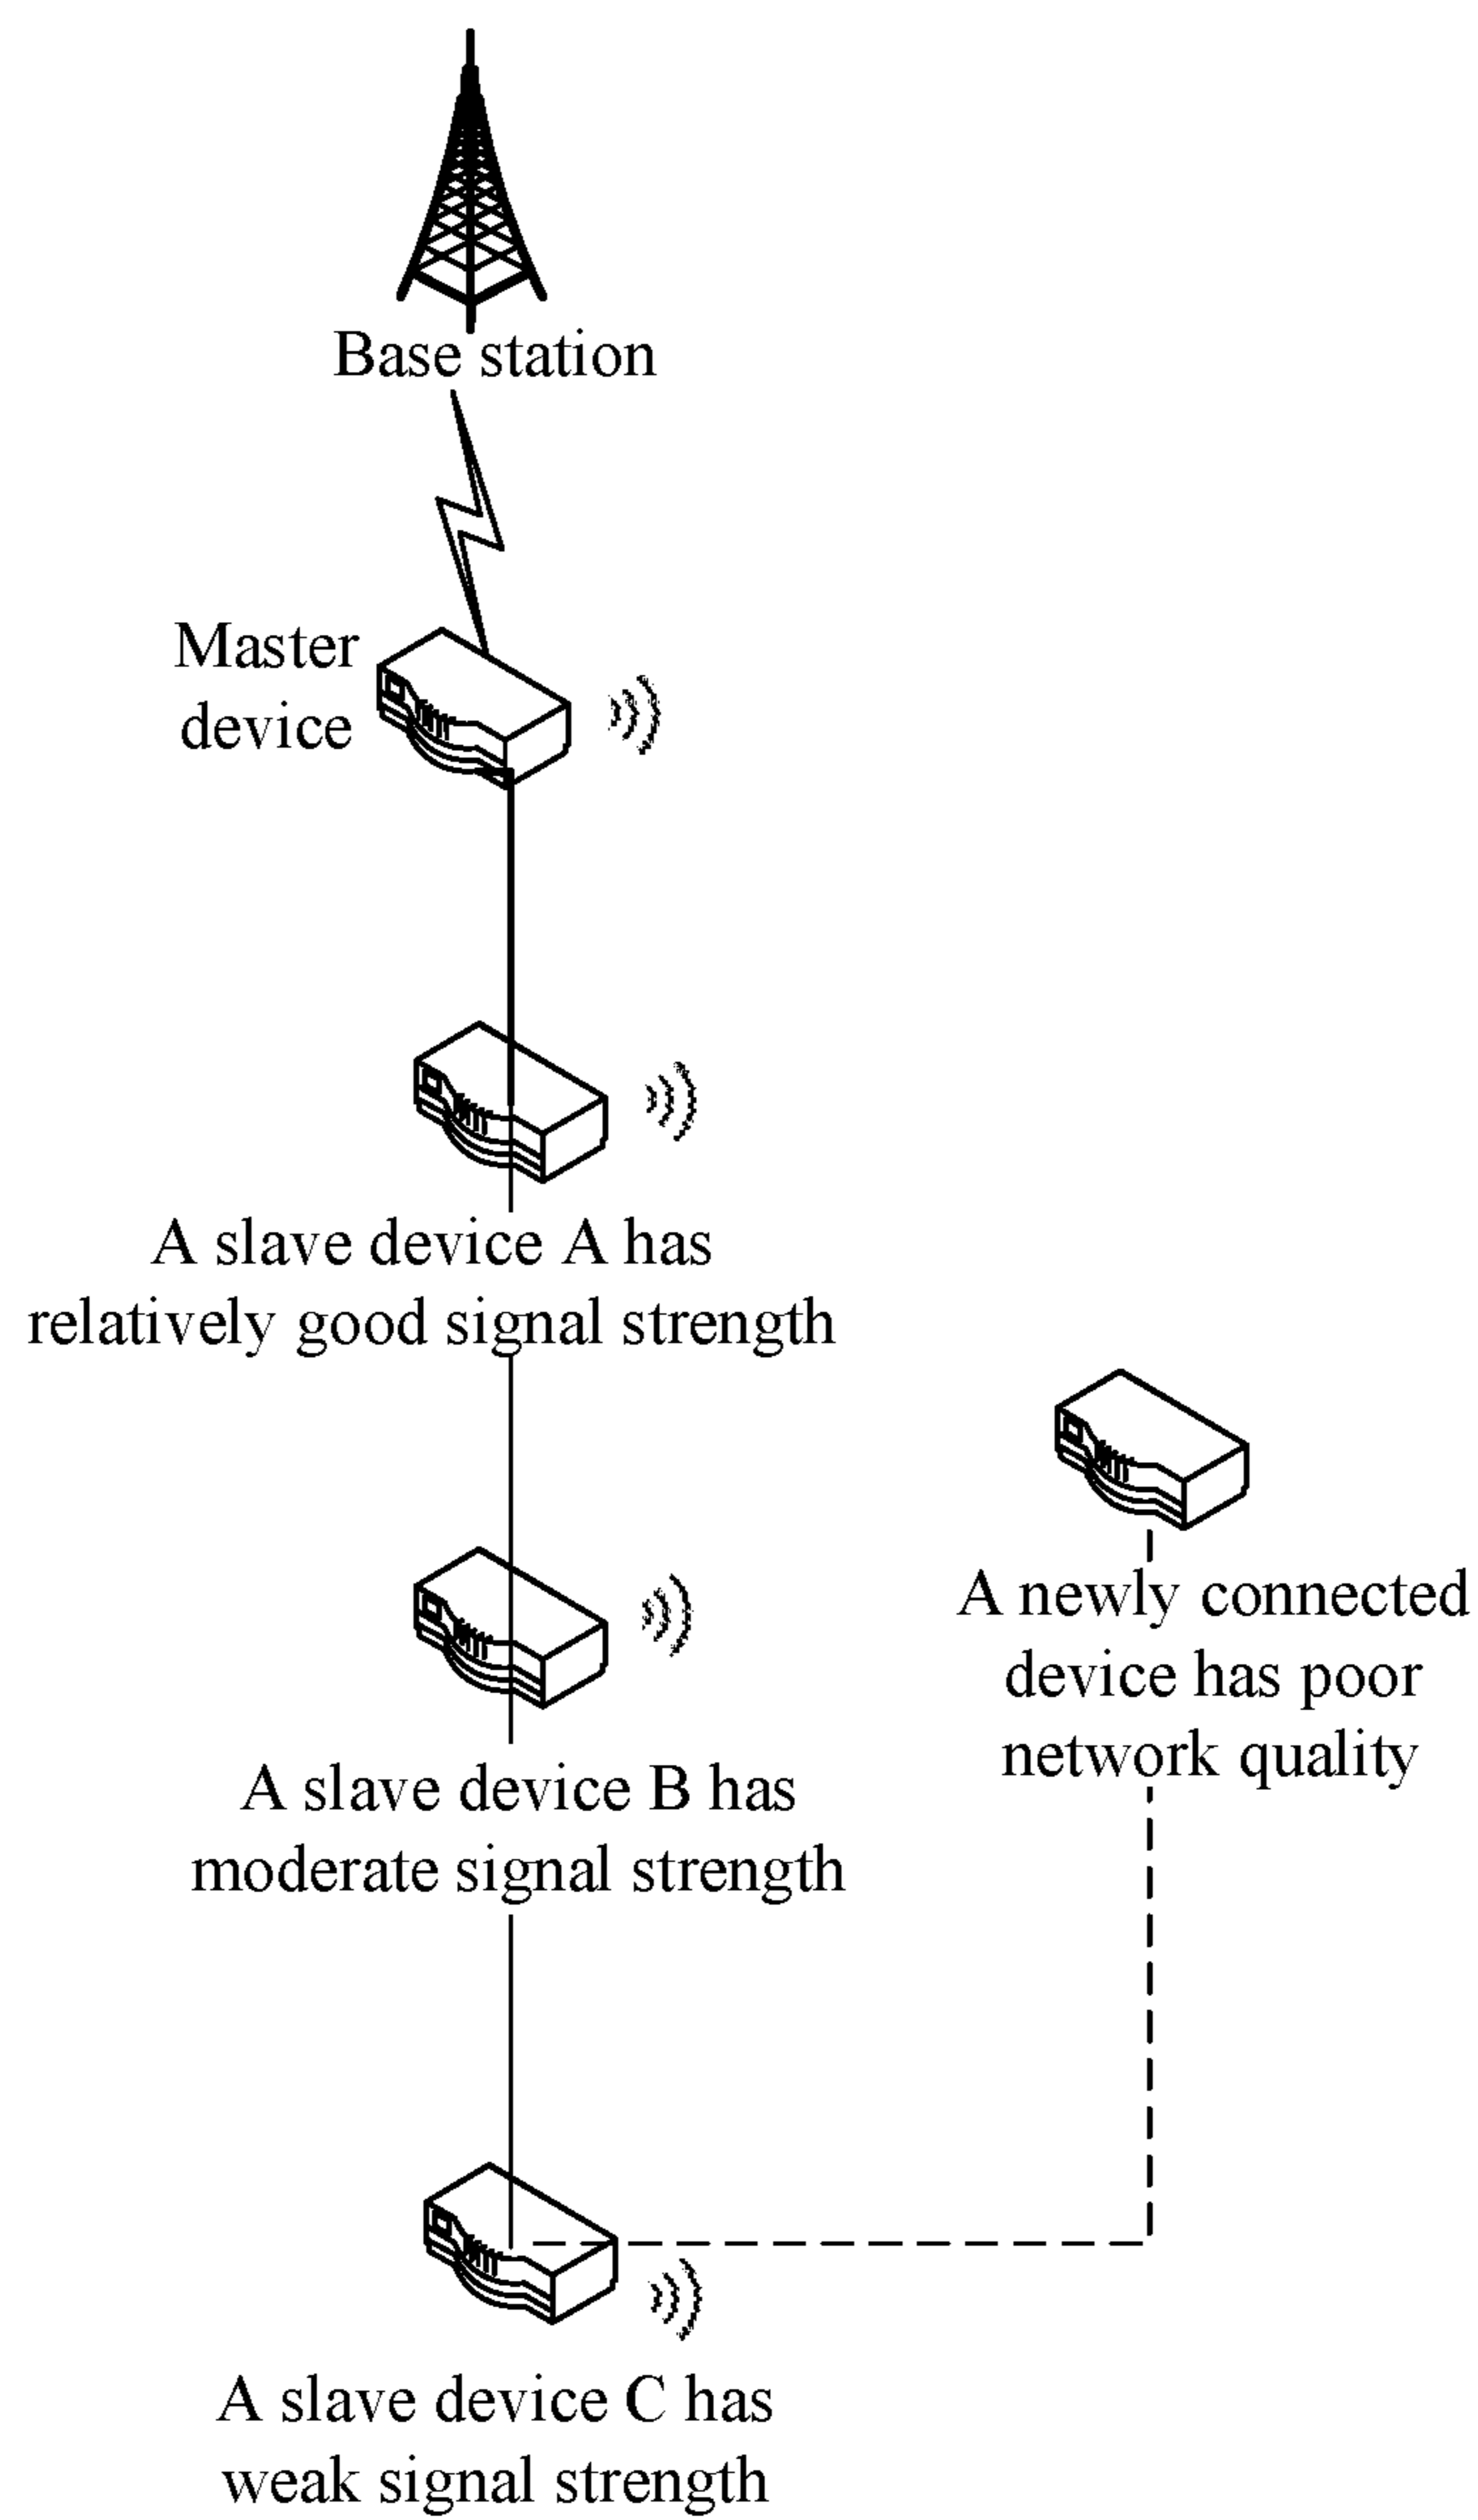 Base station
Master
device
A slave device A has
relatively good signal strength
A newly connected
device has poor
network quality
A slave device B has
moderate signal strength
A slave device C has
weak signal strength